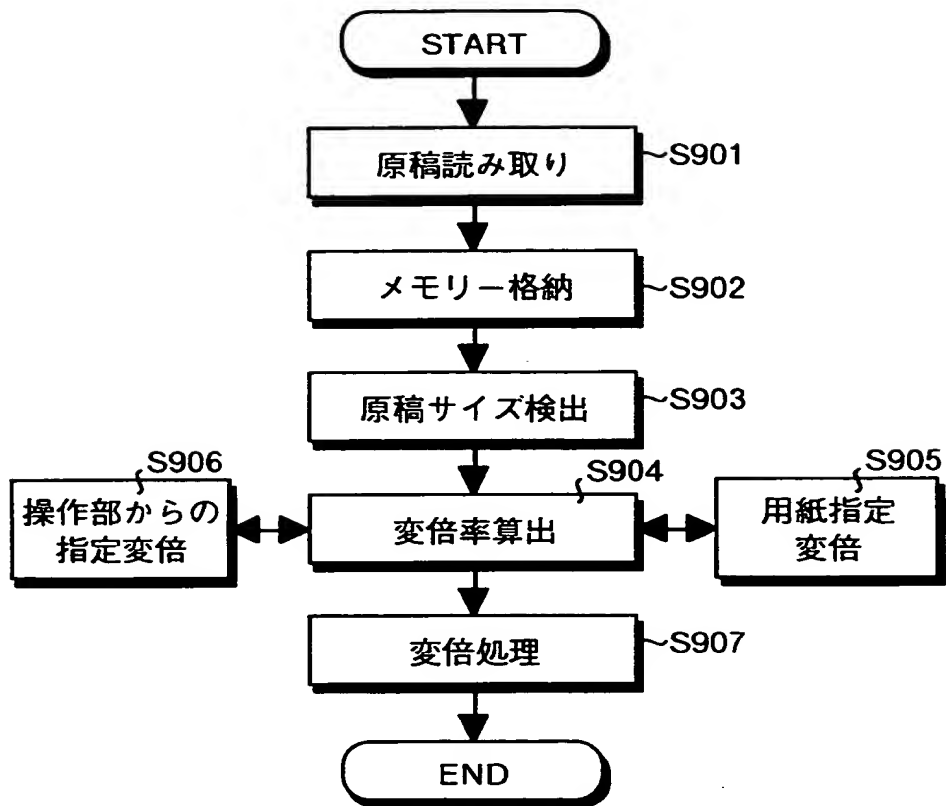 START
原稿読み取り
S901
メモリー格納
S902
原稿サイズ検出
S903
S906
操作部からの
指定変倍
S904
変倍率算出
S905
用紙指定
変倍
変倍処理
S907
END